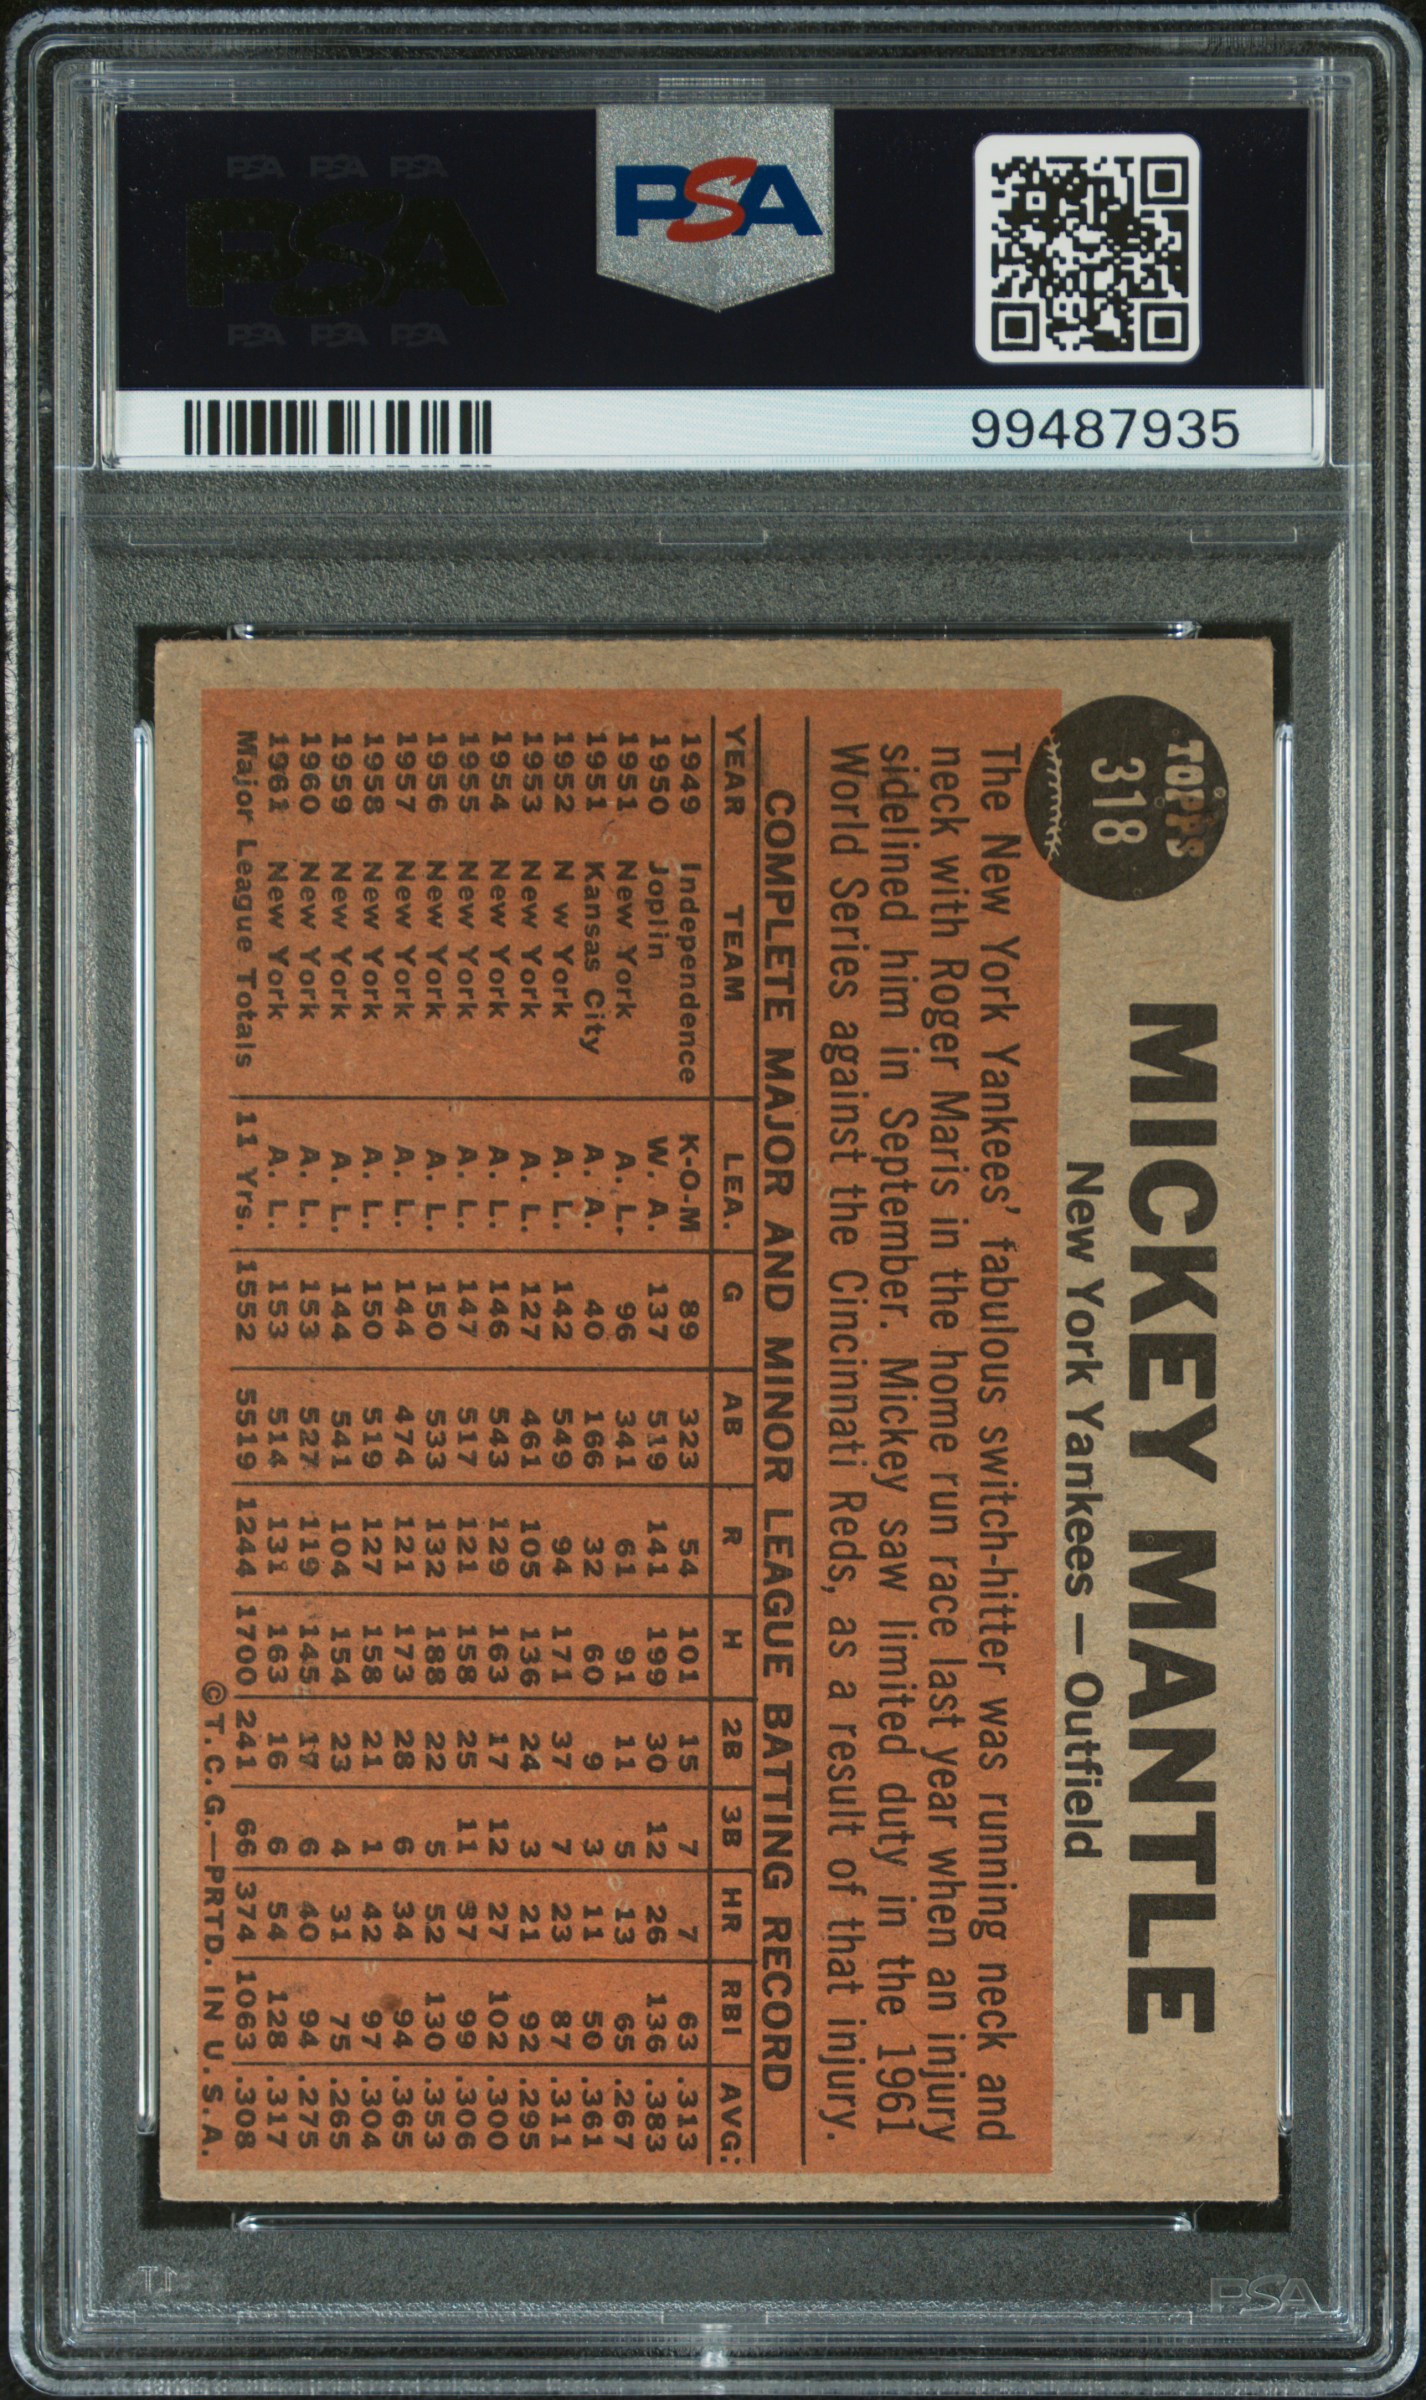 PSA PSA PSA
PSA
PSA PSA PSA
PSA
99487935
TOPPS
318
MICKEY MANTLE
New York Yankees — Outfield
The New York Yankees' fabulous switch-hitter was running neck and
neck with Roger Maris in the home run race last year when an injury
sidelined him in September. Mickey saw limited duty in the 1961
World Series against the Cincinnati Reds, as a result of that injury.
COMPLETE MAJOR AND MINOR LEAGUE BATTING RECORD
YEAR TEAM LEA. G AB R H 2B 3B HR RBI AVG.
1949 Independence K-O-M 89 323 54 101 15 7 7 63 .313
1950 Joplin W. A. 137 519 141 199 30 12 26 136 .383
1951 New York A. L. 96 341 61 91 11 5 13 65 .267
1951 Kansas City A. A. 40 166 32 60 9 3 11 50 .361
1952 N w York A. L. 142 549 94 171 37 7 23 87 .311
1953 New York A. L. 127 461 105 136 24 3 21 92 .295
1954 New York A. L. 146 543 129 163 17 12 27 102 .300
1955 New York A. L. 147 517 121 158 25 11 37 99 .306
1956 New York A. L. 150 533 132 188 22 5 52 130 .353
1957 New York A. L. 144 474 121 173 28 6 34 94 .365
1958 New York A. L. 150 519 127 158 21 1 42 97 .304
1959 New York A. L. 144 541 104 154 23 4 31 75 .265
1960 New York A. L. 153 527 119 145 17 6 40 94 .275
1961 New York A. L. 153 514 131 163 16 6 54 128 .317
Major League Totals 11 Yrs. 1552 5519 1244 1700 241 66 374 1063 .308
© T. C. G.—PRTD. IN U. S. A.
PSA